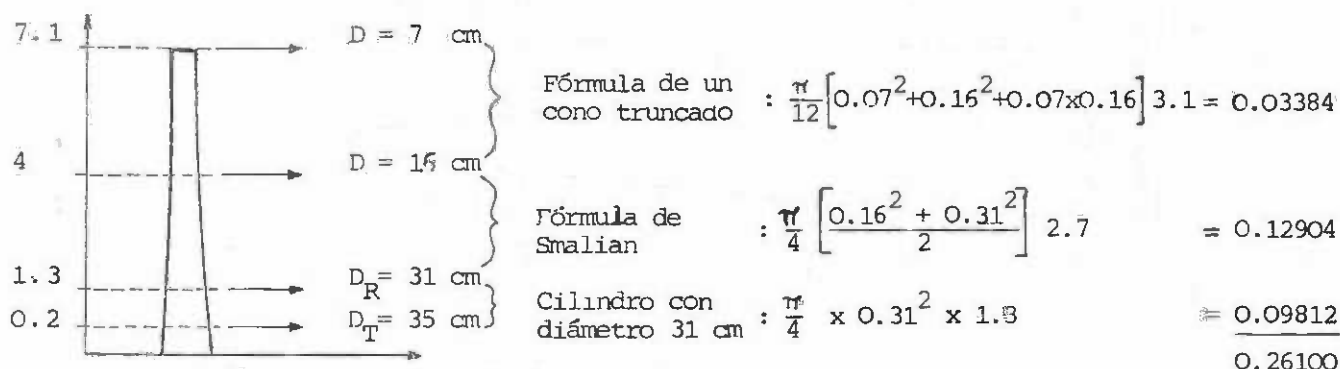 7.1
D = 7 cm
Fórmula de un
cono truncado : π/12 [0.07²+0.16²+0.07x0.16] 3.1 = 0.03384
4
D = 16 cm
Fórmula de
Smalian : π/4 [(0.16² + 0.31²)/2] 2.7 = 0.12904
1.3
D_R = 31 cm
0.2
D_T = 35 cm
Cilindro con
diámetro 31 cm : π/4 x 0.31² x 1.3 = 0.09812
0.26100